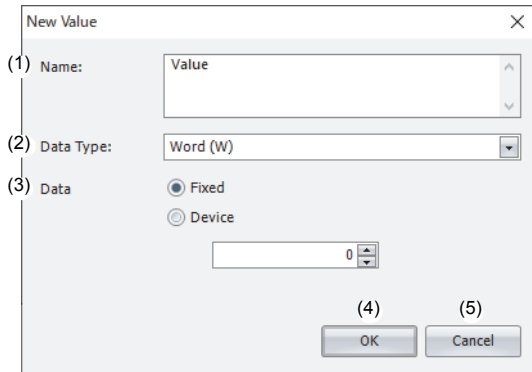 New Value
(1) Name: Value
(2) Data Type: Word (W)
(3) Data Fixed
Device
0
(4) (5)
OK Cancel